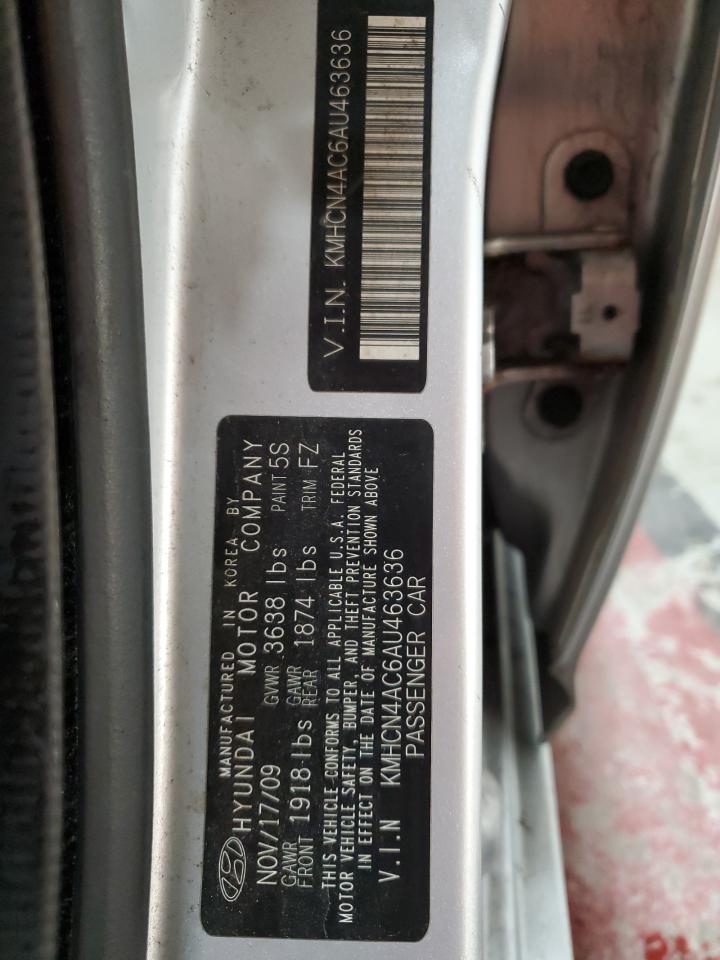 V.I.N. KMHCN4AC6AU463636
MANUFACTURED IN KOREA BY
HYUNDAI MOTOR COMPANY
NOV/17/09 GVWR 3638 lbs PAINT 5S
GAWR FRONT 1918 lbs GAWR REAR 1874 lbs TRIM FZ
THIS VEHICLE CONFORMS TO ALL APPLICABLE U.S.A. FEDERAL
MOTOR VEHICLE SAFETY, BUMPER, AND THEFT PREVENTION STANDARDS
IN EFFECT ON THE DATE OF MANUFACTURE SHOWN ABOVE
V.I.N KMHCN4AC6AU463636
PASSENGER CAR